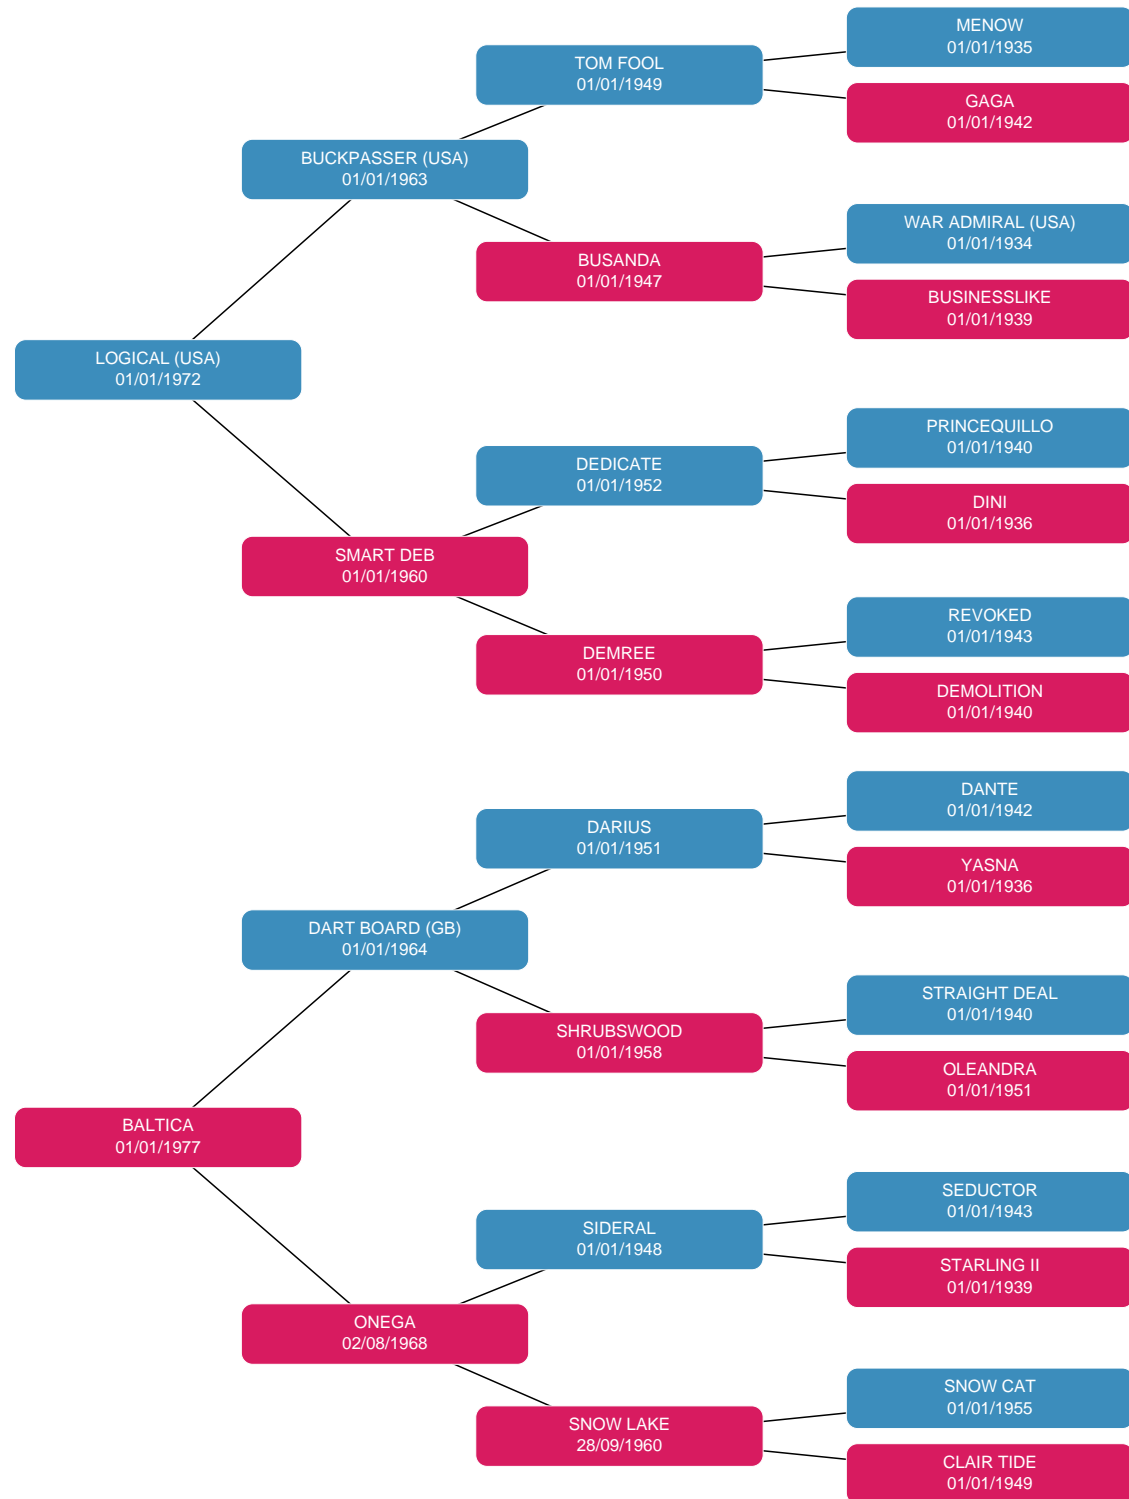 MENOW
01/01/1935
TOM FOOL
01/01/1949
GAGA
01/01/1942
BUCKPASSER (USA)
01/01/1963
WAR ADMIRAL (USA)
01/01/1934
BUSANDA
01/01/1947
BUSINESSLIKE
01/01/1939
LOGICAL (USA)
01/01/1972
PRINCEQUILLO
01/01/1940
DEDICATE
01/01/1952
DINI
01/01/1936
SMART DEB
01/01/1960
REVOKED
01/01/1943
DEMREE
01/01/1950
DEMOLITION
01/01/1940
DANTE
01/01/1942
DARIUS
01/01/1951
YASNA
01/01/1936
DART BOARD (GB)
01/01/1964
STRAIGHT DEAL
01/01/1940
SHRUBSWOOD
01/01/1958
OLEANDRA
01/01/1951
BALTICA
01/01/1977
SEDUCTOR
01/01/1943
SIDERAL
01/01/1948
STARLING II
01/01/1939
ONEGA
02/08/1968
SNOW CAT
01/01/1955
SNOW LAKE
28/09/1960
CLAIR TIDE
01/01/1949